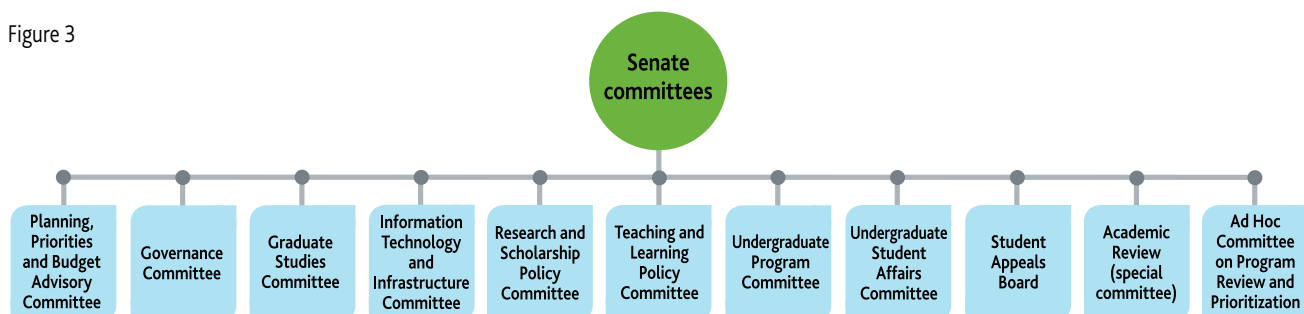 Figure 3
Senate
committees
Planning,
Priorities
and Budget
Advisory
Committee
Governance
Committee
Graduate
Studies
Committee
Information
Technology
and
Infrastructure
Committee
Research and
Scholarship
Policy
Committee
Teaching and
Learning
Policy
Committee
Undergraduate
Program
Committee
Undergraduate
Student
Affairs
Committee
Student
Appeals
Board
Academic
Review
(special
committee)
Ad Hoc
Committee
on Program
Review and
Prioritization